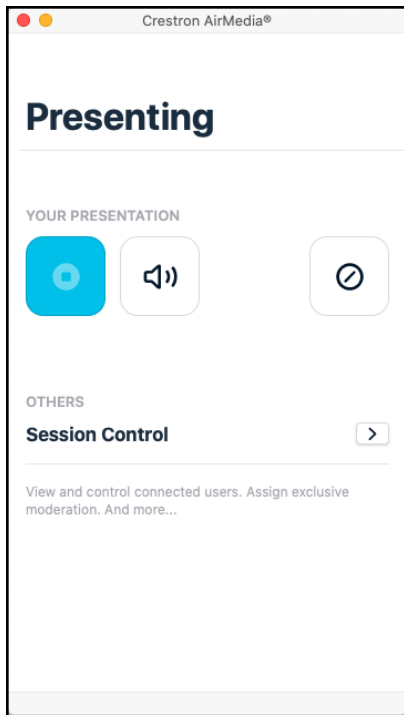 Crestron AirMedia®
Presenting
YOUR PRESENTATION
OTHERS
Session Control
View and control connected users. Assign exclusive
moderation. And more...